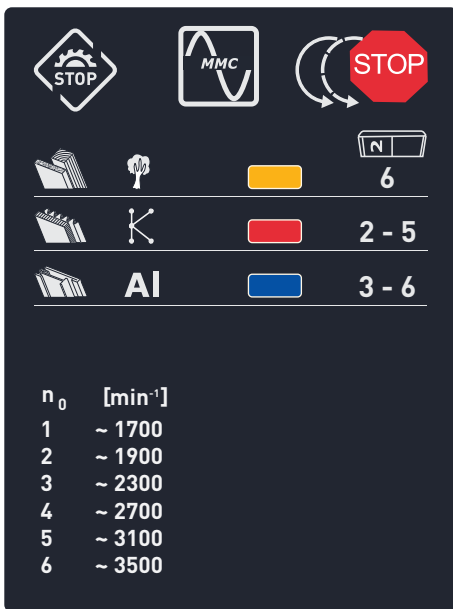 STOP
MMC
STOP
2
6
2 - 5
Al
3 - 6
n₀ [min⁻¹]
1 ~ 1700
2 ~ 1900
3 ~ 2300
4 ~ 2700
5 ~ 3100
6 ~ 3500